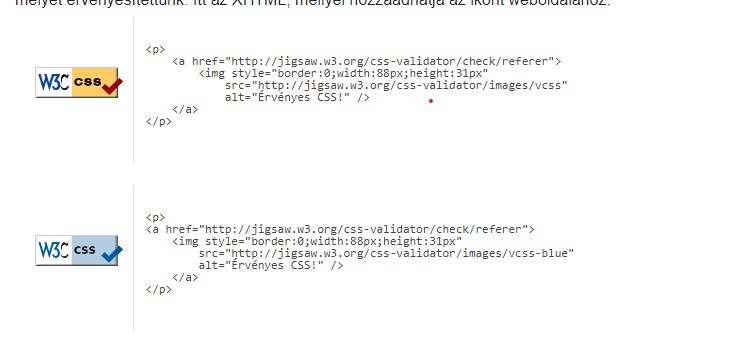 melyet érvényesítettünk. Itt az XHTML, mellyel hozzáadhatja az ikont weboldalához:
W3C css
<p>
<a href="http://jigsaw.w3.org/css-validator/check/referer">
<img style="border:0;width:88px;height:31px"
src="http://jigsaw.w3.org/css-validator/images/vcss"
alt="Érvényes CSS!" />
</a>
</p>
W3C css
<p>
<a href="http://jigsaw.w3.org/css-validator/check/referer">
<img style="border:0;width:88px;height:31px"
src="http://jigsaw.w3.org/css-validator/images/vcss-blue"
alt="Érvényes CSS!" />
</a>
</p>